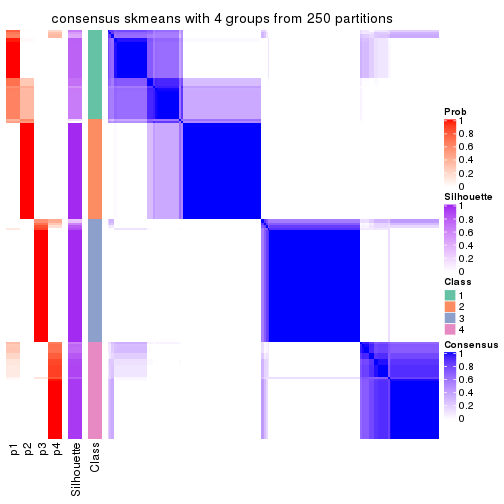 consensus skmeans with 4 groups from 250 partitions
Prob
1
0.8
0.6
0.4
0.2
0
Silhouette
1
0.8
0.6
0.4
0.2
0
Class
1
2
3
4
Consensus
1
0.8
0.6
0.4
0.2
0
p1
p2
p3
p4
Silhouette
Class